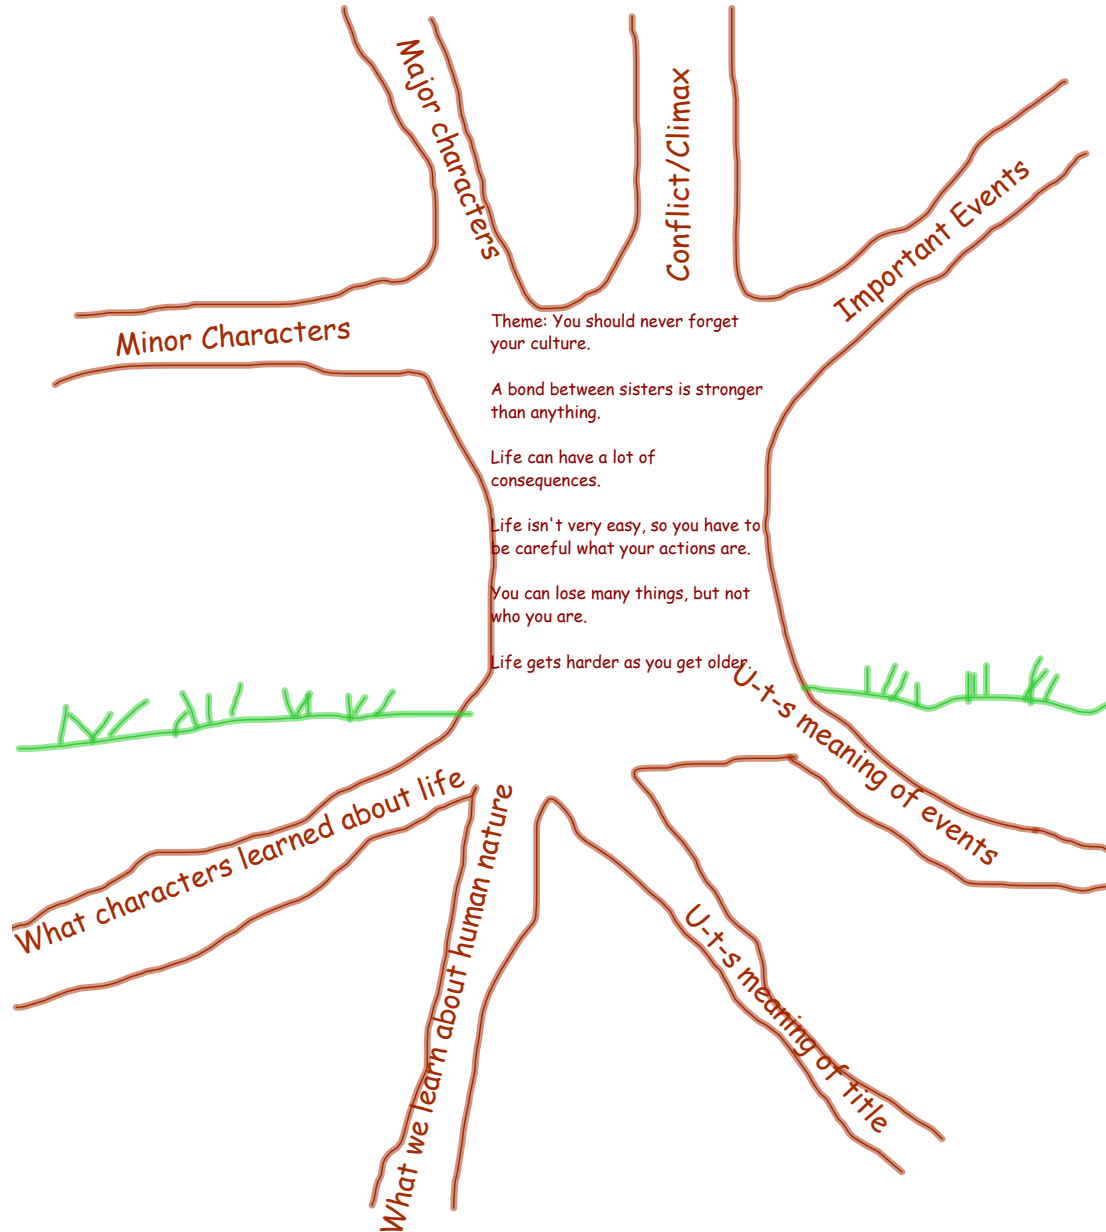 Major characters
Conflict/Climax
Important Events
Minor Characters
Theme: You should never forget
your culture.
A bond between sisters is stronger
than anything.
Life can have a lot of
consequences.
Life isn't very easy, so you have to
be careful what your actions are.
You can lose many things, but not
who you are.
Life gets harder as you get older.
U-t-s meaning of events
What characters learned about life
What we learn about human nature
U-t-s meaning of title